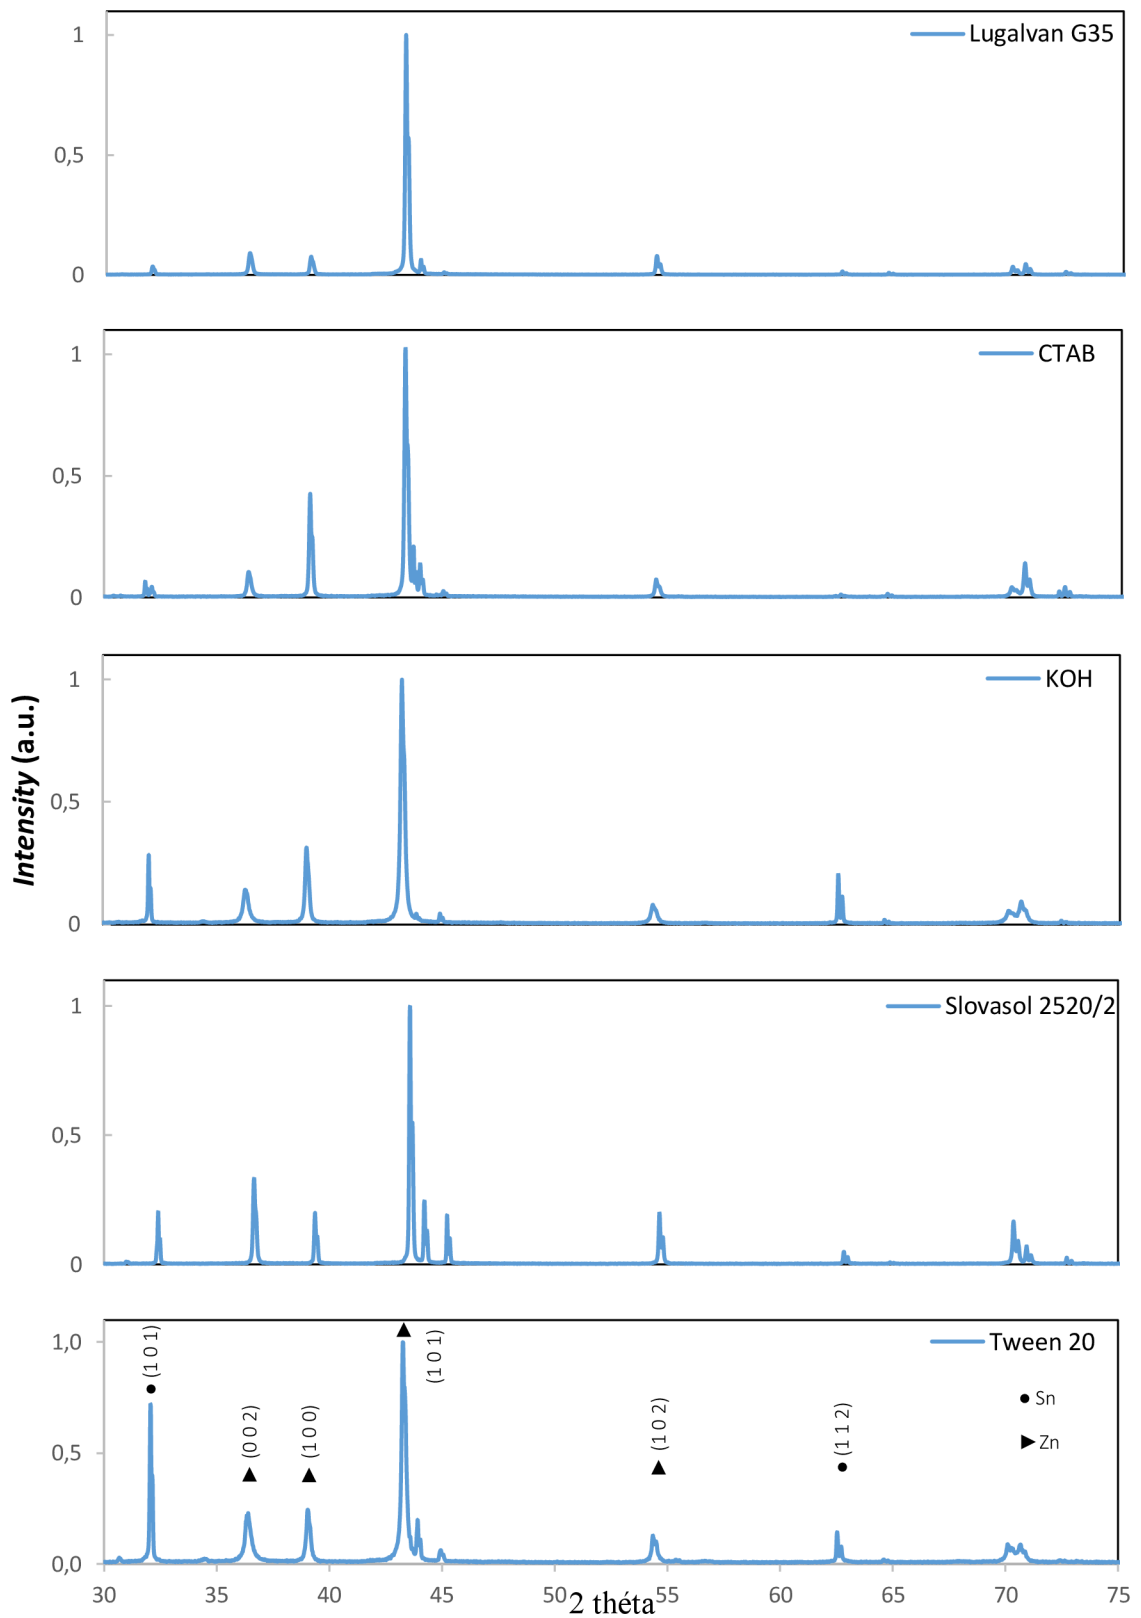 1
Lugalvan G35
0,5
0
1
CTAB
0,5
0
1
KOH
0,5
0
Intensity (a.u.)
1
Slovasol 2520/2
0,5
0
1,0
Tween 20
(1 0 1)
(1 0 1)
Sn
(0 0 2)
(1 0 0)
(1 0 2)
(1 1 2)
Zn
0,5
0,0
30 35 40 45 50 55 60 65 70 75
2 théta